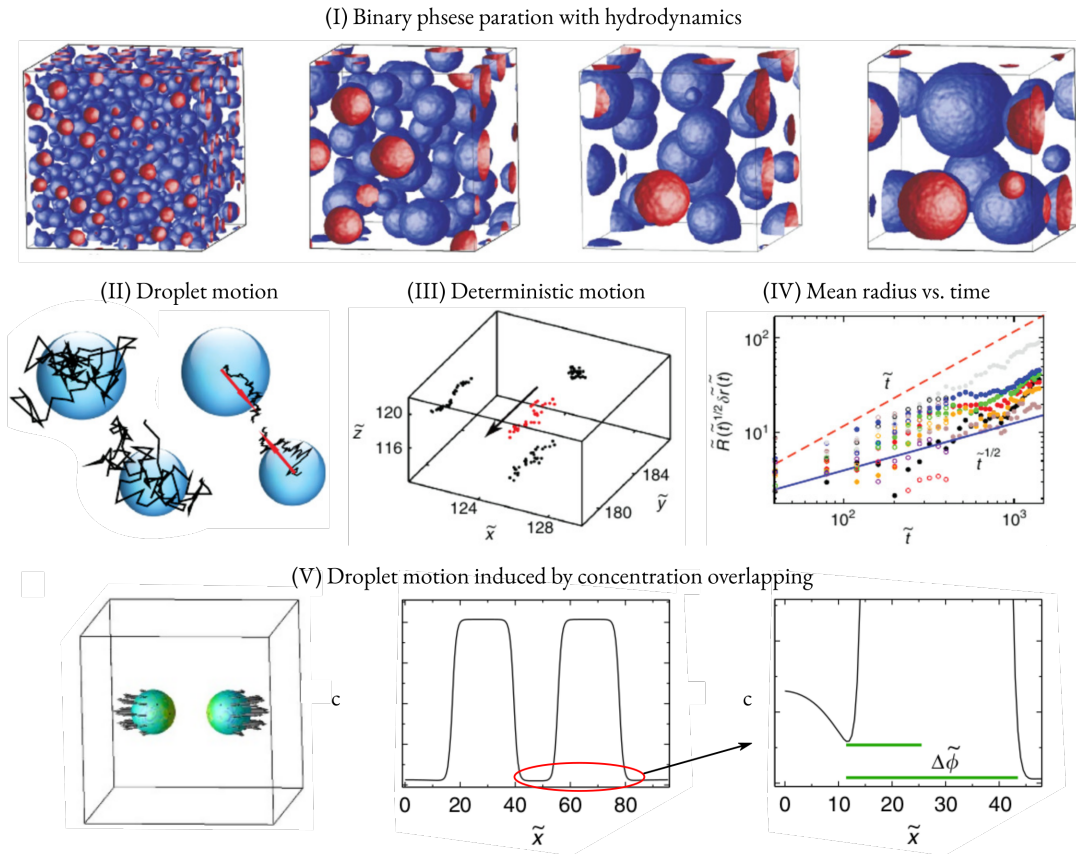 (I) Binary phsese paration with hydrodynamics
(II) Droplet motion
(III) Deterministic motion
(IV) Mean radius vs. time
120
116
z̃
124
128
x̃
180
184
ỹ
10²
10¹
R̃(t̃)^{1/2} δr̃(t̃)
t̃
t̃^{1/2}
10²
10³
t̃
(V) Droplet motion induced by concentration overlapping
c
0 20 40 60 80
x̃
c
Δϕ̃
0 20 40
x̃